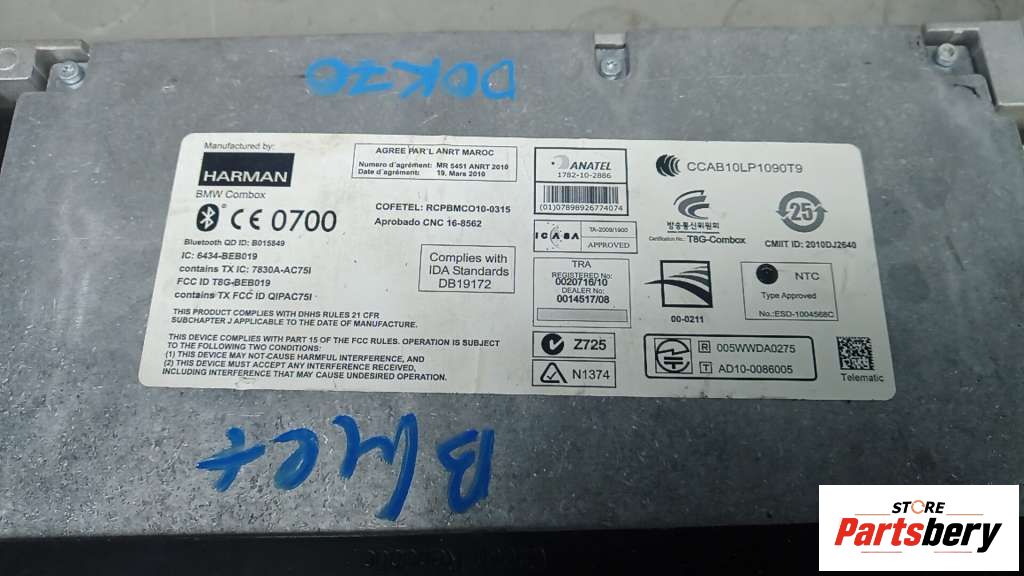 DOKZO
Manufactured by:
HARMAN
BMW Combox
CE 0700
Bluetooth QD ID: B015849
IC: 6434-BEB019
contains TX IC: 7830A-AC75I
FCC ID T8G-BEB019
contains TX FCC ID QIPAC75I
THIS PRODUCT COMPLIES WITH DHHS RULES 21 CFR
SUBCHAPTER J APPLICABLE TO THE DATE OF MANUFACTURE.
THIS DEVICE COMPLIES WITH PART 15 OF THE FCC RULES. OPERATION IS SUBJECT
TO THE FOLLOWING TWO CONDITIONS:
(1) THIS DEVICE MAY NOT CAUSE HARMFUL INTERFERENCE, AND
(2) THIS DEVICE MUST ACCEPT ANY INTERFERENCE RECEIVED,
INCLUDING INTERFERENCE THAT MAY CAUSE UNDESIRED OPERATION.
AGREE PAR'L ANRT MAROC
Numero d'agrément: MR 5451 ANRT 2010
Date d'agrément: 19. Mars 2010
COFETEL: RCPBMCO10-0315
Aprobado CNC 16-8562
Complies with
IDA Standards
DB19172
ANATEL
1782-10-2886
(01)07898926774074
ICASA
TA-2009/1900
APPROVED
TRA
REGISTERED No:
0020716/10
DEALER No:
0014517/08
Z725
N1374
CCAB10LP1090T9
방송통신위원회
Certification No.: T8G-Combox
25
CMIIT ID: 2010DJ2640
00-0211
NTC
Type Approved
No.:ESD-1004568C
R 005WWDA0275
T AD10-0086005
Telematic
STORE
Partsbery